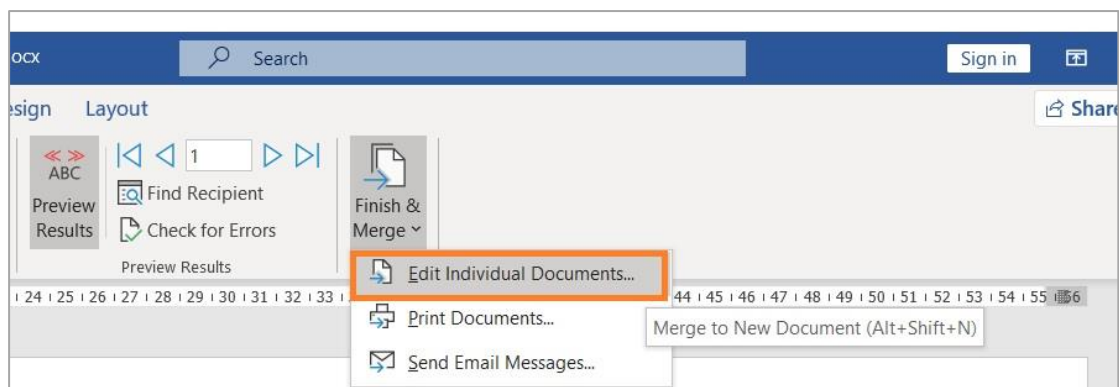 ocx
Search
Sign in
esign Layout
Share
≪ ≫
ABC
Preview
Results
1
Find Recipient
Check for Errors
Preview Results
Finish &
Merge
Edit Individual Documents...
Print Documents...
Send Email Messages...
24 25 26 27 28 29 30 31 32 33
44 45 46 47 48 49 50 51 52 53 54 55 56
Merge to New Document (Alt+Shift+N)